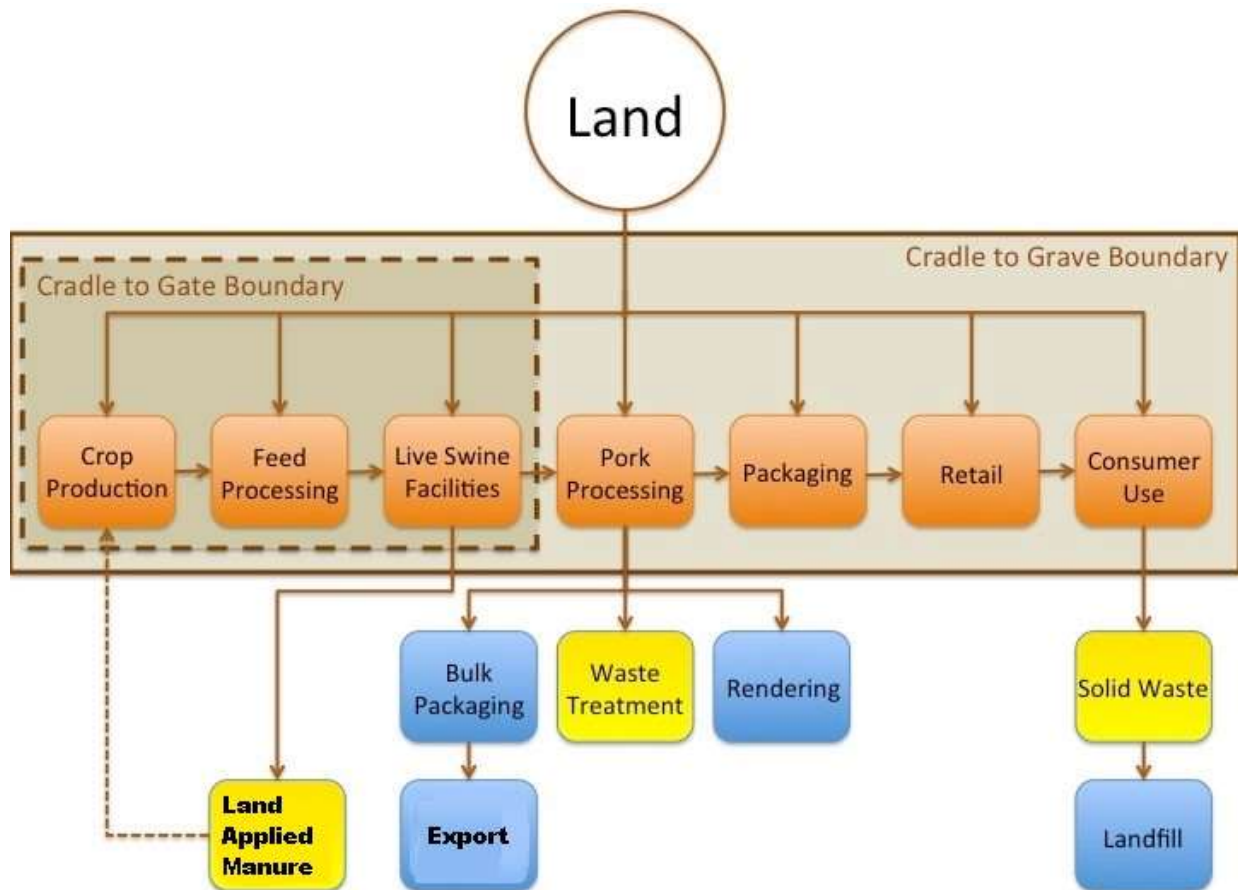 Land
Cradle to Grave Boundary
Cradle to Gate Boundary
Crop
Production
Feed
Processing
Live Swine
Facilities
Pork
Processing
Packaging
Retail
Consumer
Use
Bulk
Packaging
Waste
Treatment
Rendering
Solid Waste
Land
Applied
Manure
Export
Landfill